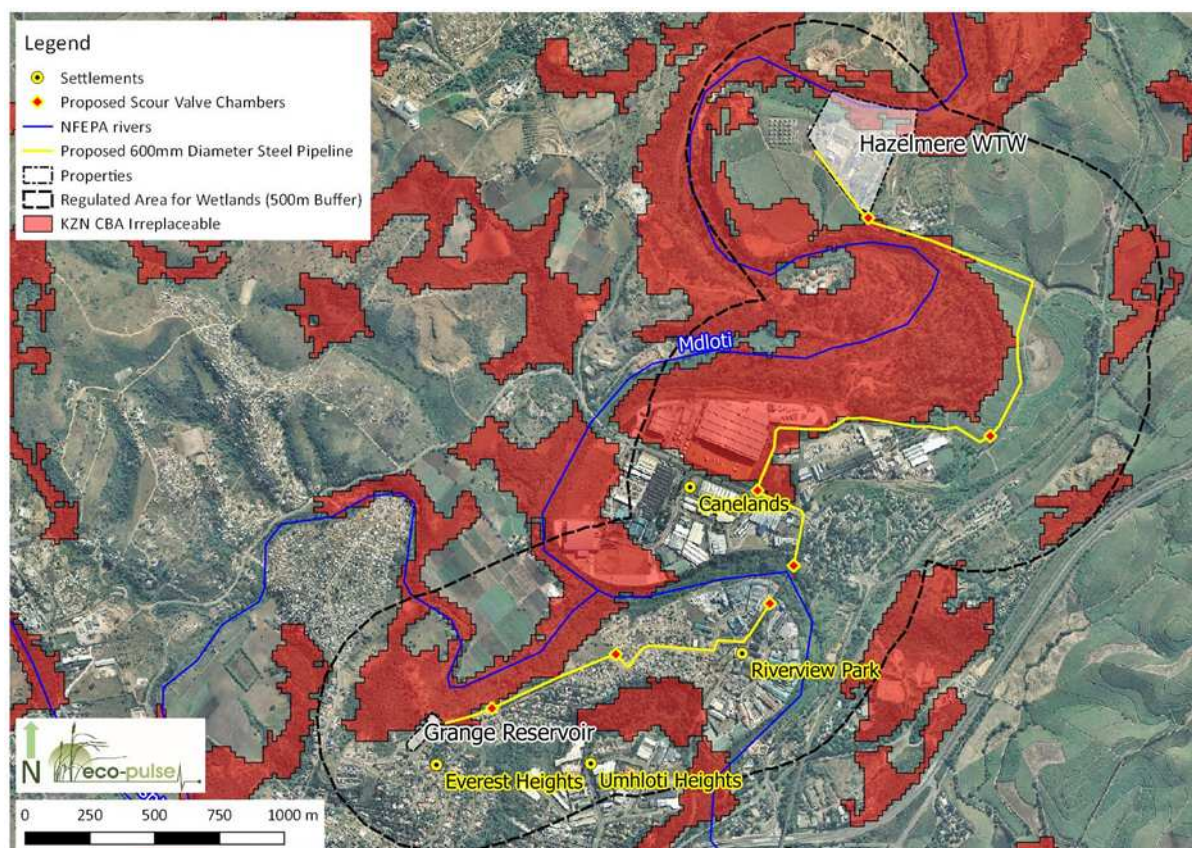 Legend
Settlements
Proposed Scour Valve Chambers
NFEPA rivers
Proposed 600mm Diameter Steel Pipeline
Properties
Regulated Area for Wetlands (500m Buffer)
KZN CBA Irreplaceable
Hazelmere WTW
Mdloti
Canelands
Riverview Park
Grange Reservoir
Everest Heights
Umhloti Heights
N
eco-pulse
0 250 500 750 1000 m